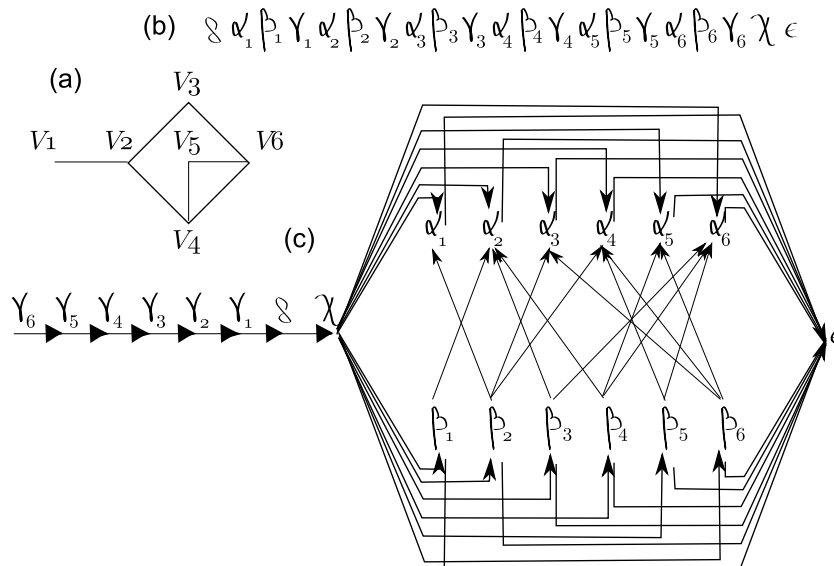 (b) δ α₁ β₁ γ₁ α₂ β₂ γ₂ α₃ β₃ γ₃ α₄ β₄ γ₄ α₅ β₅ γ₅ α₆ β₆ γ₆ χ ϵ
(a)
V3
V1 V2 V5 V6
V4
(c)
α₁ α₂ α₃ α₄ α₅ α₆
γ₆ γ₅ γ₄ γ₃ γ₂ γ₁ δ χ
ϵ
β₁ β₂ β₃ β₄ β₅ β₆